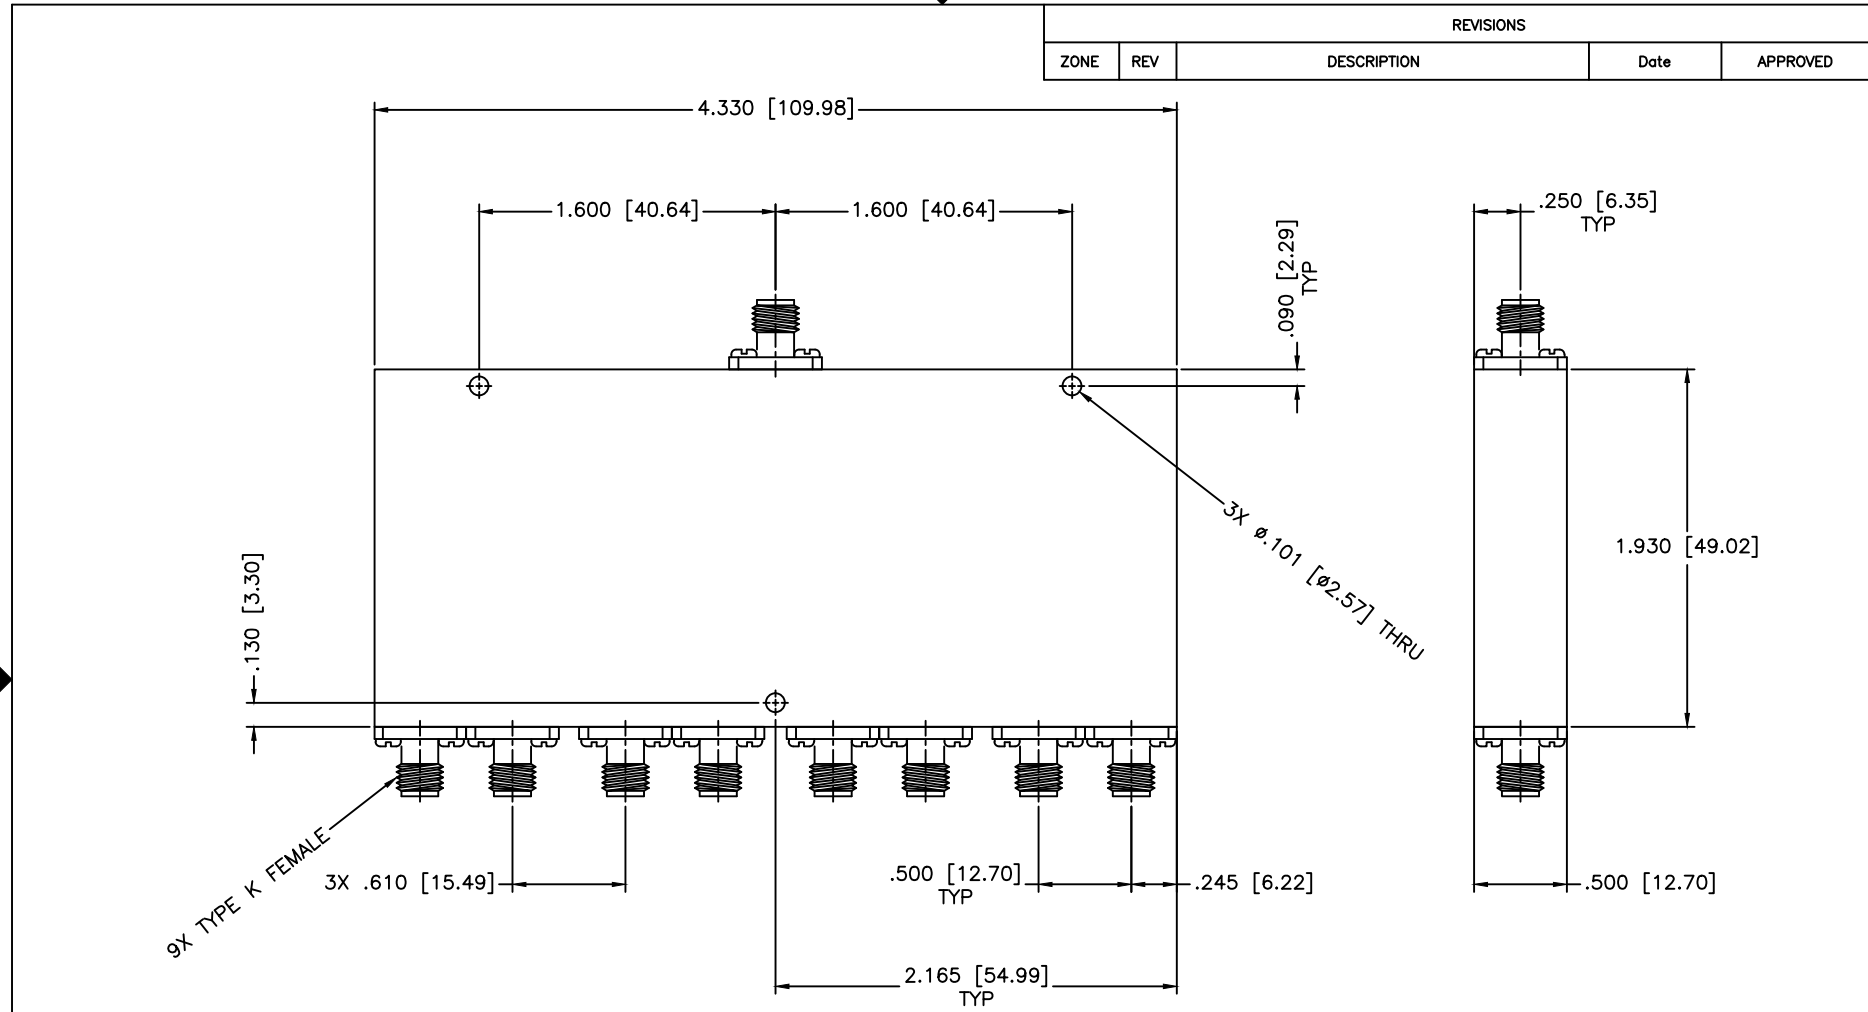 REVISIONS
ZONE REV DESCRIPTION Date APPROVED
4.330 [109.98]
1.600 [40.64]
1.600 [40.64]
.250 [6.35]
TYP
.090 [2.29]
TYP
3X ø.101 [ø2.57] THRU
1.930 [49.02]
.130 [3.30]
9X TYPE K FEMALE
3X .610 [15.49]
.500 [12.70]
TYP
.245 [6.22]
.500 [12.70]
2.165 [54.99]
TYP